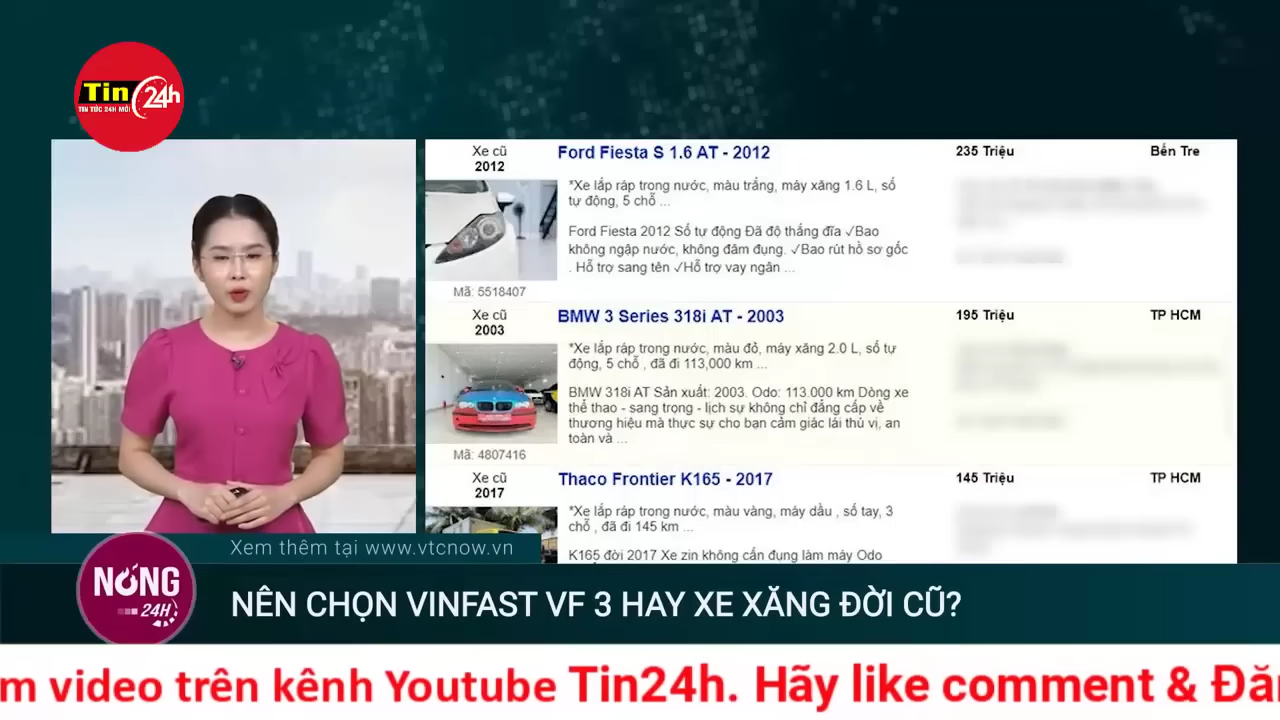 Tin 24h
TIN TỨC 24H MỚI
Xe cũ
2012
Ford Fiesta S 1.6 AT - 2012
235 Triệu
Bến Tre
*Xe lắp ráp trong nước, màu trắng, máy xăng 1.6 L, số
tự động, 5 chỗ ...
Ford Fiesta 2012 Số tự động Đã độ thắng đĩa ✓Bao
không ngập nước, không đâm đụng. ✓Bao rút hồ sơ gốc
. Hỗ trợ sang tên ✓Hỗ trợ vay ngân ...
Mã: 5518407
Xe cũ
2003
BMW 3 Series 318i AT - 2003
195 Triệu
TP HCM
*Xe lắp ráp trong nước, màu đỏ, máy xăng 2.0 L, số tự
động, 5 chỗ , đã đi 113,000 km ...
BMW 318i AT Sản xuất: 2003. Odo: 113.000 km Dòng xe
thể thao - sang trọng - lịch sự không chỉ đẳng cấp về
thương hiệu mà thực sự cho bạn cảm giác lái thú vị, an
toàn và ...
Mã: 4807416
Xe cũ
2017
Thaco Frontier K165 - 2017
145 Triệu
TP HCM
*Xe lắp ráp trong nước, màu vàng, máy dầu , số tay, 3
chỗ , đã đi 145 km ...
K165 đời 2017 Xe zin không cấn đụng làm máy Odo
Xem thêm tại www.vtcnow.vn
NÓNG
24H
NÊN CHỌN VINFAST VF 3 HAY XE XĂNG ĐỜI CŨ?
m video trên kênh Youtube Tin24h. Hãy like comment & Đăn